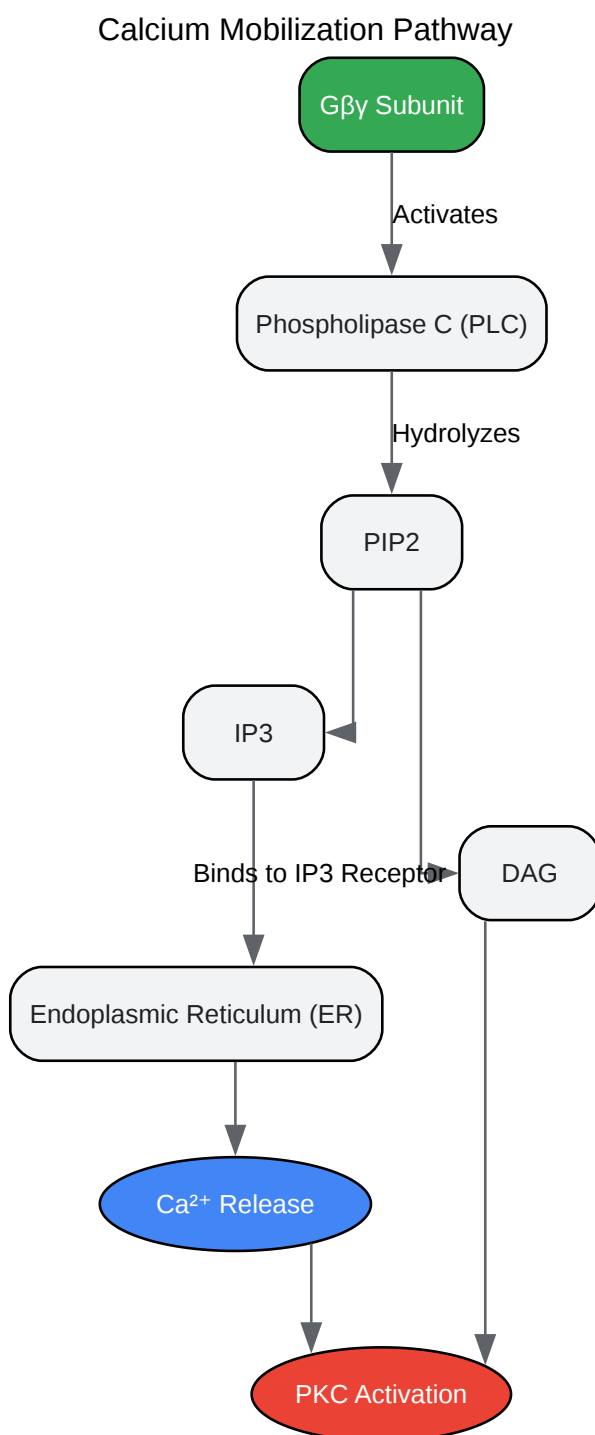 Calcium Mobilization Pathway
Gβγ Subunit
Activates
Phospholipase C (PLC)
Hydrolyzes
PIP2
IP3
Binds to IP3 Receptor
DAG
Endoplasmic Reticulum (ER)
Ca²⁺ Release
PKC Activation